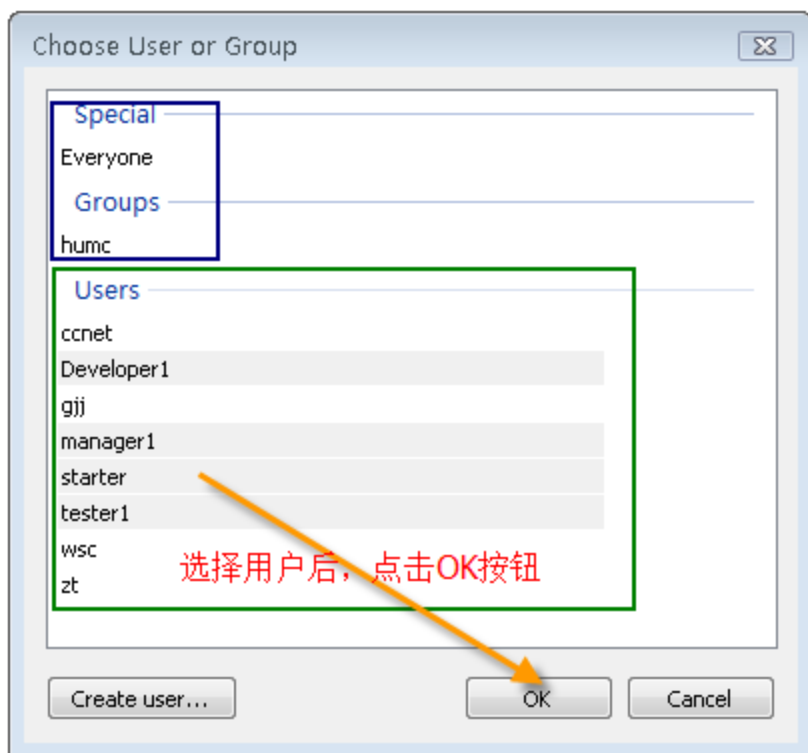 Choose User or Group
Special
Everyone
Groups
humc
Users
ccnet
Developer1
gjj
manager1
starter
tester1
wsc
选择用户后，点击OK按钮
zt
Create user...
OK
Cancel